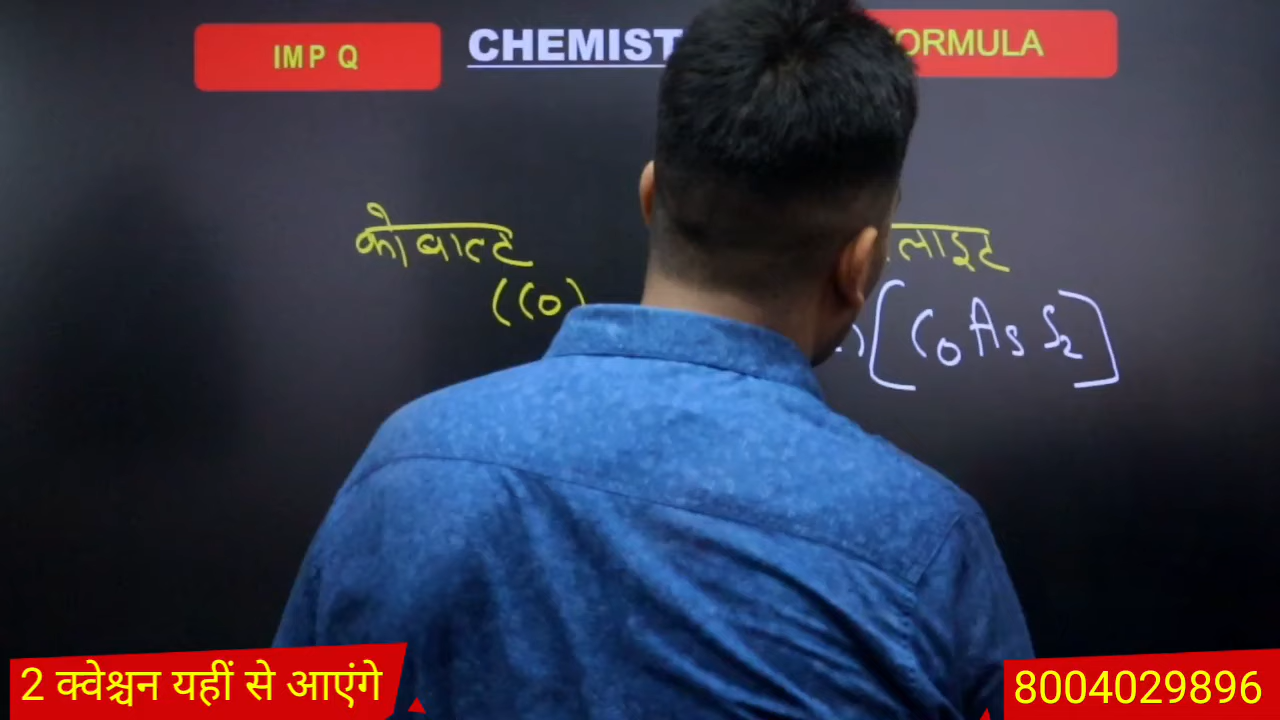 IMP Q
CHEMIST
ORMULA
कोबाल्ट
लाइट
(Co)
) [CoAsS2]
2 क्वेश्चन यहीं से आएंगे
8004029896